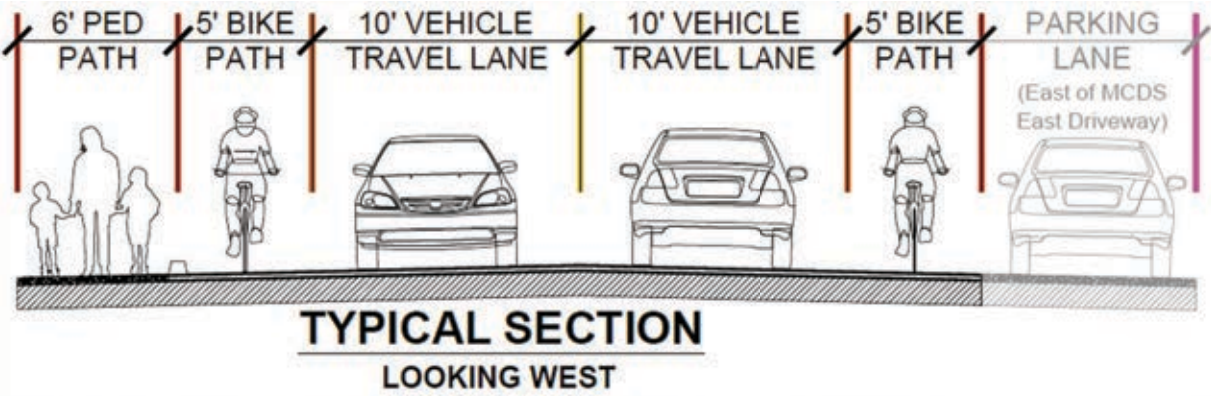 6' PED
PATH
5' BIKE
PATH
10' VEHICLE
TRAVEL LANE
10' VEHICLE
TRAVEL LANE
5' BIKE
PATH
PARKING
LANE
(East of MCDS
East Driveway)
TYPICAL SECTION
LOOKING WEST